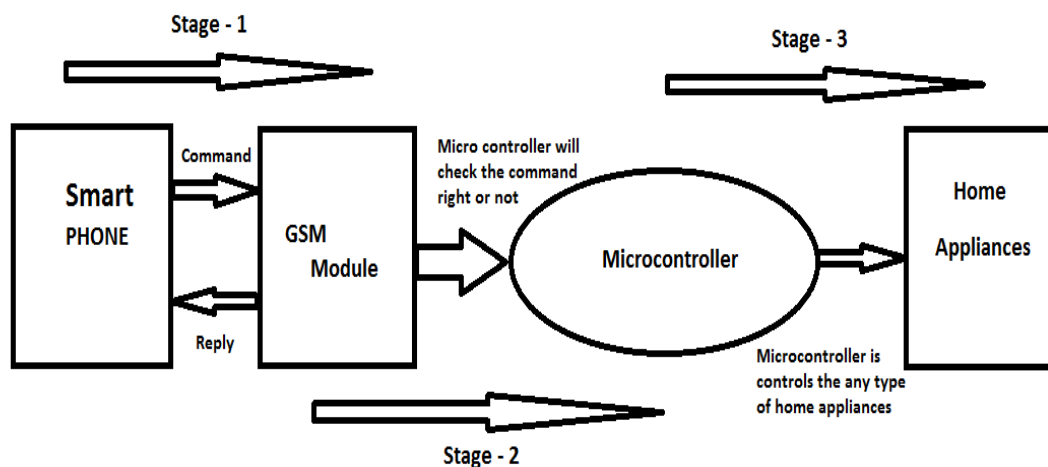 Stage - 1
Stage - 3
Smart
PHONE
Command
Reply
GSM
Module
Micro controller will
check the command
right or not
Microcontroller
Home
Appliances
Microcontroller is
controls the any type
of home appliances
Stage - 2